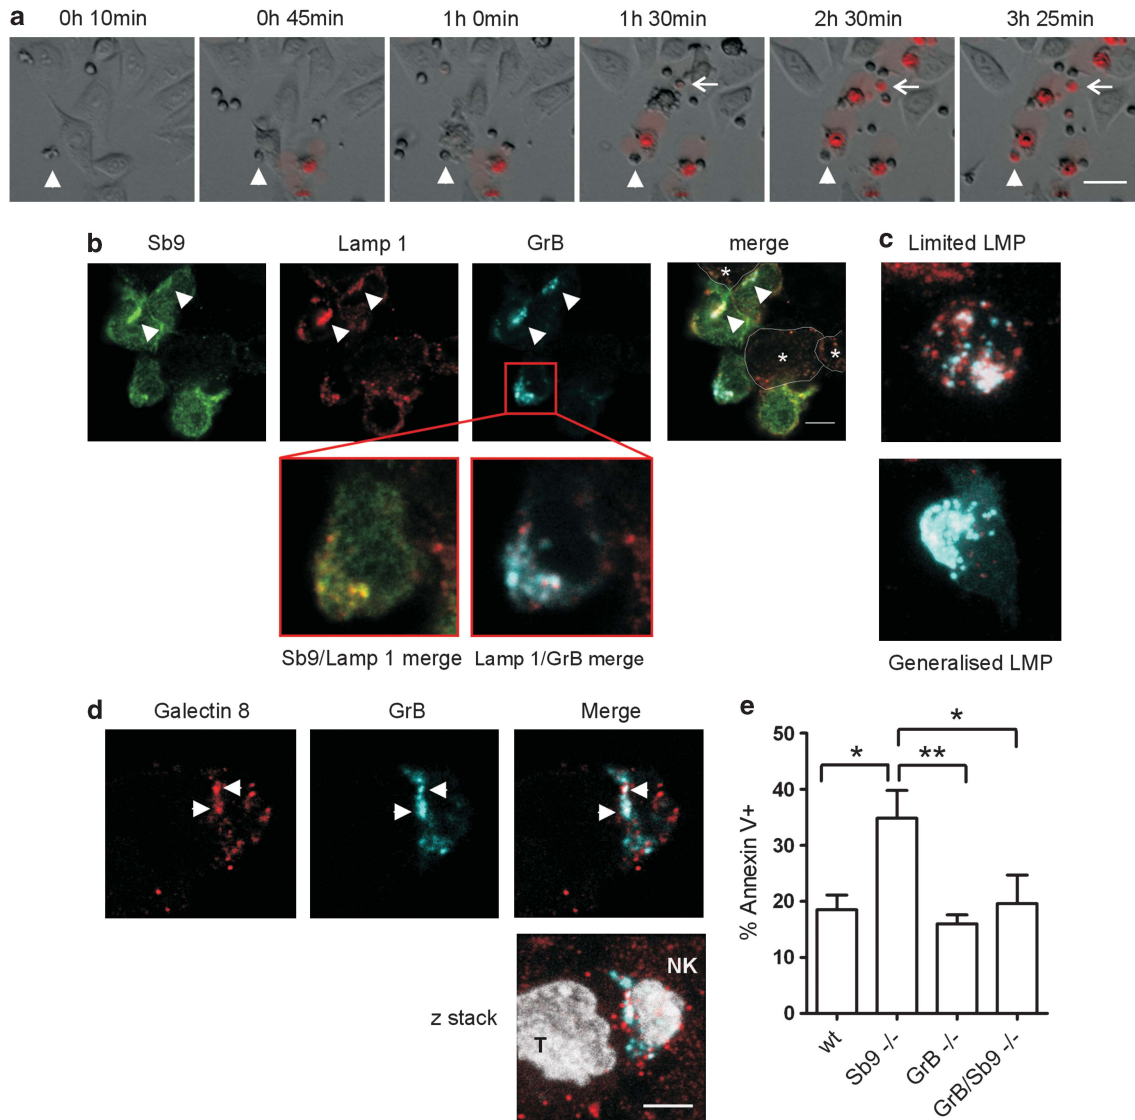 a
0h 10min 0h 45min 1h 0min 1h 30min 2h 30min 3h 25min
b
Sb9 Lamp 1 GrB merge
* * *
Sb9/Lamp 1 merge Lamp 1/GrB merge
c
Limited LMP
Generalised LMP
d
Galectin 8 GrB Merge
z stack
NK
T
e
% Annexin V+
50
40
30
20
10
0
* ** *
wt
Sb9 -/-
GrB -/-
GrB/Sb9 -/-